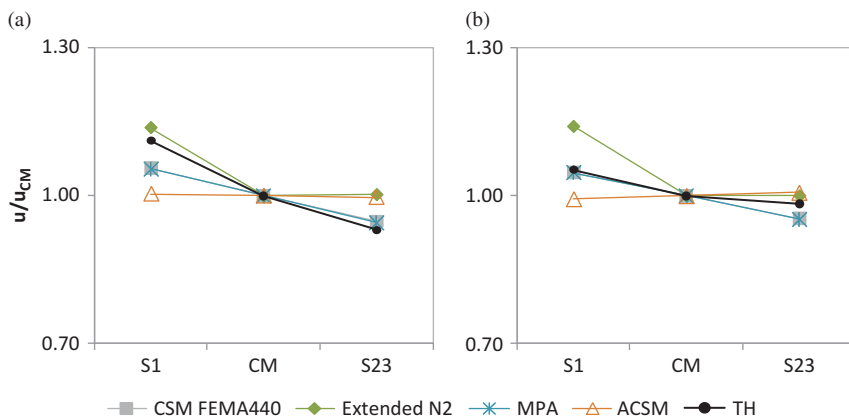 (a)
(b)
1.30
1.30
u/uCM
1.00
1.00
0.70
0.70
S1 CM S23
S1 CM S23
CSM FEMA440 Extended N2 MPA ACSM TH